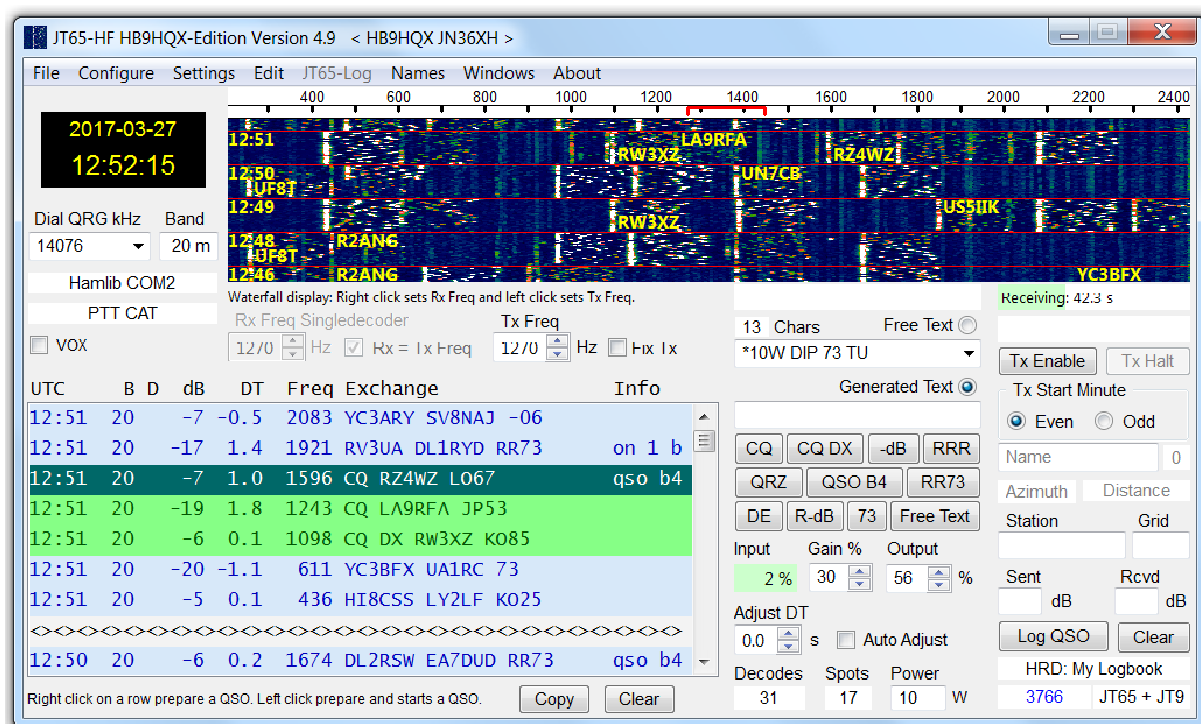 JT65-HF HB9HQX-Edition Version 4.9 < HB9HQX JN36XH >
File Configure Settings Edit JT65-Log Names Windows About
400 600 800 1000 1200 1400 1600 1800 2000 2200 2400
2017-03-27
12:52:15
12:51 LA9RFA
RW3XZ RZ4WZ
12:50 UN7CB
UF8T
12:49 US5IIK
RW3XZ
12:48 R2ANG
UF8T
12:46 R2ANG YC3BFX
Dial QRG kHz Band
14076 20 m
Hamlib COM2
PTT CAT
VOX
Waterfall display: Right click sets Rx Freq and left click sets Tx Freq.
Rx Freq Singledecoder Tx Freq
1270 Hz Rx = Tx Freq 1270 Hz Fix Tx
UTC B D dB DT Freq Exchange Info
12:51 20 -7 -0.5 2083 YC3ARY SV8NAJ -06
12:51 20 -17 1.4 1921 RV3UA DL1RYD RR73 on 1 b
12:51 20 -7 1.0 1596 CQ RZ4WZ LO67 qso b4
12:51 20 -19 1.8 1243 CQ LA9RFA JP53
12:51 20 -6 0.1 1098 CQ DX RW3XZ KO85
12:51 20 -20 -1.1 611 YC3BFX UA1RC 73
12:51 20 -5 0.1 436 HI8CSS LY2LF KO25
<><><><><><><><><><><><><><><><><><><><><><>
12:50 20 -6 0.2 1674 DL2RSW EA7DUD RR73 qso b4
Right click on a row prepare a QSO. Left click prepare and starts a QSO.
Copy Clear
13 Chars Free Text
*10W DIP 73 TU
Generated Text
CQ CQ DX -dB RRR
QRZ QSO B4 RR73
DE R-dB 73 Free Text
Input Gain % Output
2 % 30 56 %
Adjust DT
0.0 s Auto Adjust
Decodes Spots Power
31 17 10 W
Receiving: 42.3 s
Tx Enable Tx Halt
Tx Start Minute
Even Odd
Name 0
Azimuth Distance
Station Grid
Sent Rcvd
dB dB
Log QSO Clear
HRD: My Logbook
3766 JT65 + JT9